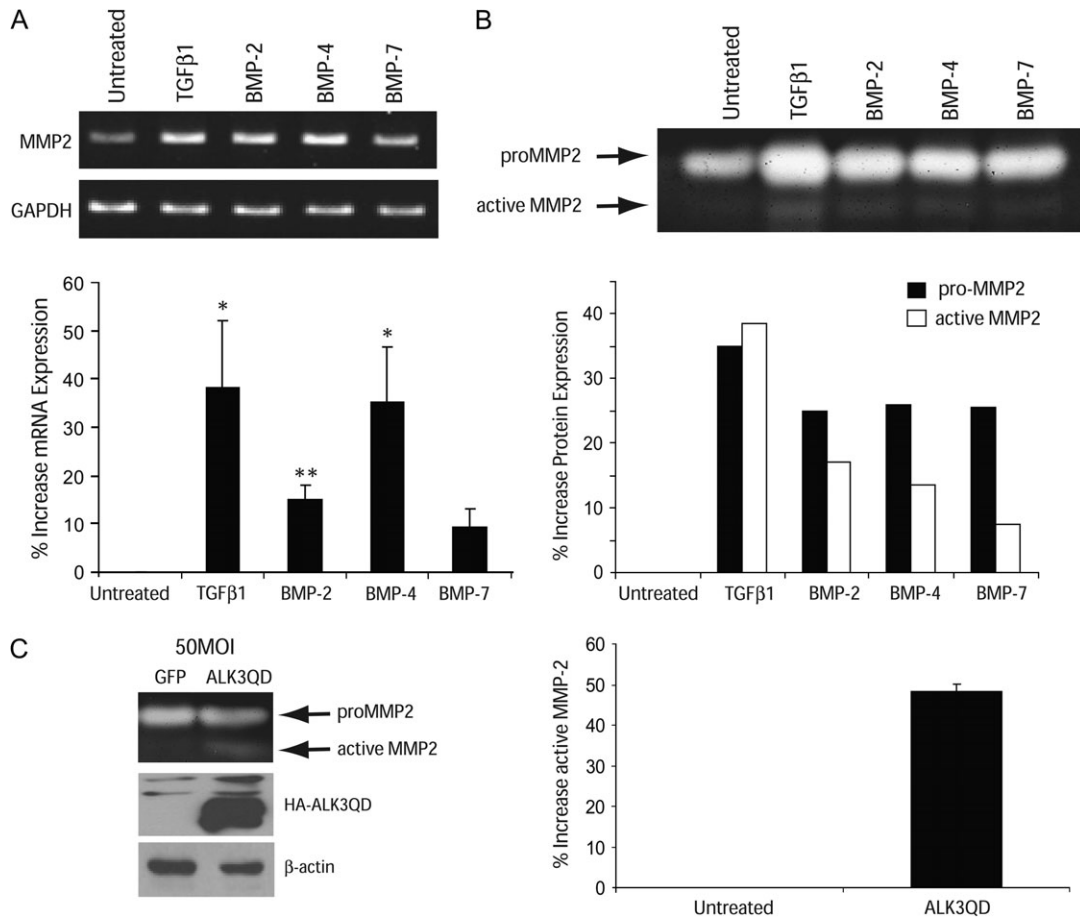 A
Untreated
TGFβ1
BMP-2
BMP-4
BMP-7
MMP2
GAPDH
% Increase mRNA Expression
60
50
40
30
20
10
0
*
**
*
Untreated
TGFβ1
BMP-2
BMP-4
BMP-7
B
Untreated
TGFβ1
BMP-2
BMP-4
BMP-7
proMMP2
active MMP2
% Increase Protein Expression
40
30
20
10
0
pro-MMP2
active MMP2
Untreated
TGFβ1
BMP-2
BMP-4
BMP-7
C
50MOI
GFP
ALK3QD
proMMP2
active MMP2
HA-ALK3QD
β-actin
% Increase active MMP-2
60
50
40
30
20
10
0
Untreated
ALK3QD